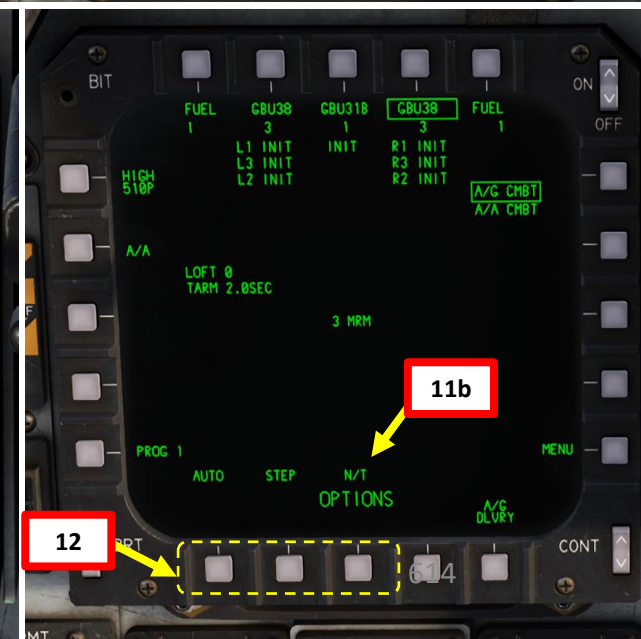 BIT
ON
OFF
FUEL GBU38 GBU31B GBU38 FUEL
1 3 1 3 1
L1 INIT INIT R1 INIT
L3 INIT R3 INIT
L2 INIT R2 INIT
HIGH
510P
A/G CMBT
A/A CMBT
A/A
LOFT 0
TARM 2.0SEC
3 MRM
11b
PROG 1
MENU
AUTO STEP N/T
OPTIONS
A/G
DLVRY
12
BRT
CONT
614